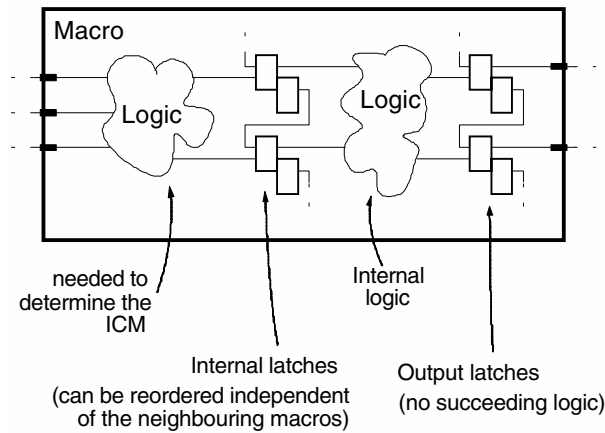 Macro
Logic
Logic
needed to
determine the
ICM
Internal
logic
Internal latches
(can be reordered independent
of the neighbouring macros)
Output latches
(no succeeding logic)